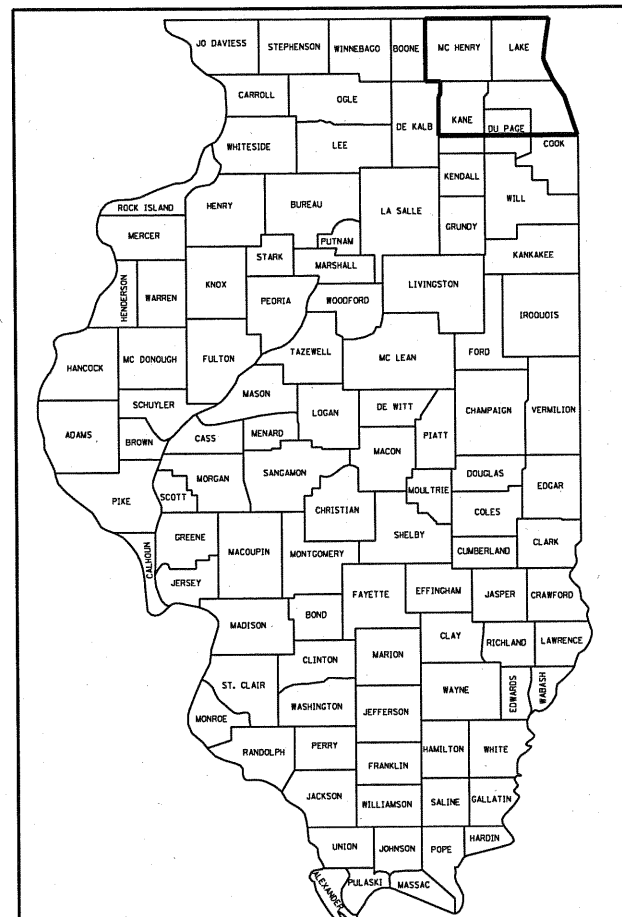 JO DAVIESS STEPHENSON WINNEBAGO BOONE MC HENRY LAKE
CARROLL OGLE DE KALB KANE DU PAGE COOK
WHITESIDE LEE
KENDALL WILL
ROCK ISLAND HENRY BUREAU LA SALLE GRUNDY
MERCER PUTNAM KANKAKEE
STARK MARSHALL
HENDERSON WARREN KNOX PEORIA WOODFORD LIVINGSTON IROQUOIS
HANCOCK MC DONOUGH FULTON TAZEWELL MC LEAN FORD
MASON
SCHUYLER LOGAN DE WITT CHAMPAIGN VERMILION
ADAMS BROWN CASS MENARD MACON PIATT
MORGAN SANGAMON DOUGLAS
PIKE SCOTT CHRISTIAN MOULTRIE EDGAR
COLES
GREENE MACOUPIN MONTGOMERY SHELBY CUMBERLAND CLARK
CALHOUN JERSEY
FAYETTE EFFINGHAM JASPER CRAWFORD
MADISON BOND
CLAY RICHLAND LAWRENCE
CLINTON MARION
ST. CLAIR WAYNE EDWARDS WABASH
WASHINGTON JEFFERSON
MONROE
RANDOLPH PERRY HAMILTON WHITE
FRANKLIN
JACKSON WILLIAMSON SALINE GALLATIN
UNION JOHNSON POPE HARDIN
ALEXANDER PULASKI MASSAC